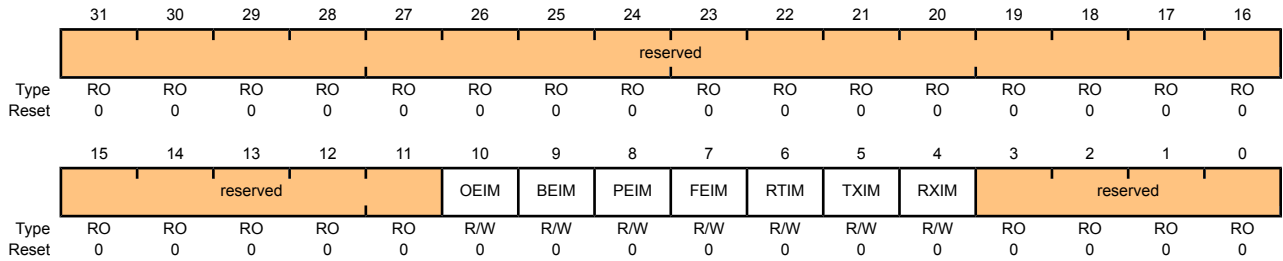 31 30 29 28 27 26 25 24 23 22 21 20 19 18 17 16
reserved
Type RO RO RO RO RO RO RO RO RO RO RO RO RO RO RO RO
Reset 0 0 0 0 0 0 0 0 0 0 0 0 0 0 0 0
15 14 13 12 11 10 9 8 7 6 5 4 3 2 1 0
reserved OEIM BEIM PEIM FEIM RTIM TXIM RXIM reserved
Type RO RO RO RO RO R/W R/W R/W R/W R/W R/W R/W RO RO RO RO
Reset 0 0 0 0 0 0 0 0 0 0 0 0 0 0 0 0